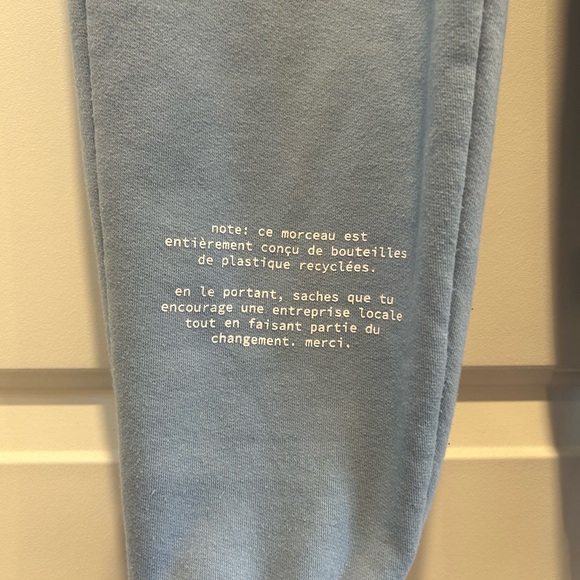 note: ce morceau est
entièrement conçu de bouteilles
de plastique recyclées.
en le portant, saches que tu
encourage une entreprise locale
tout en faisant partie du
changement. merci.